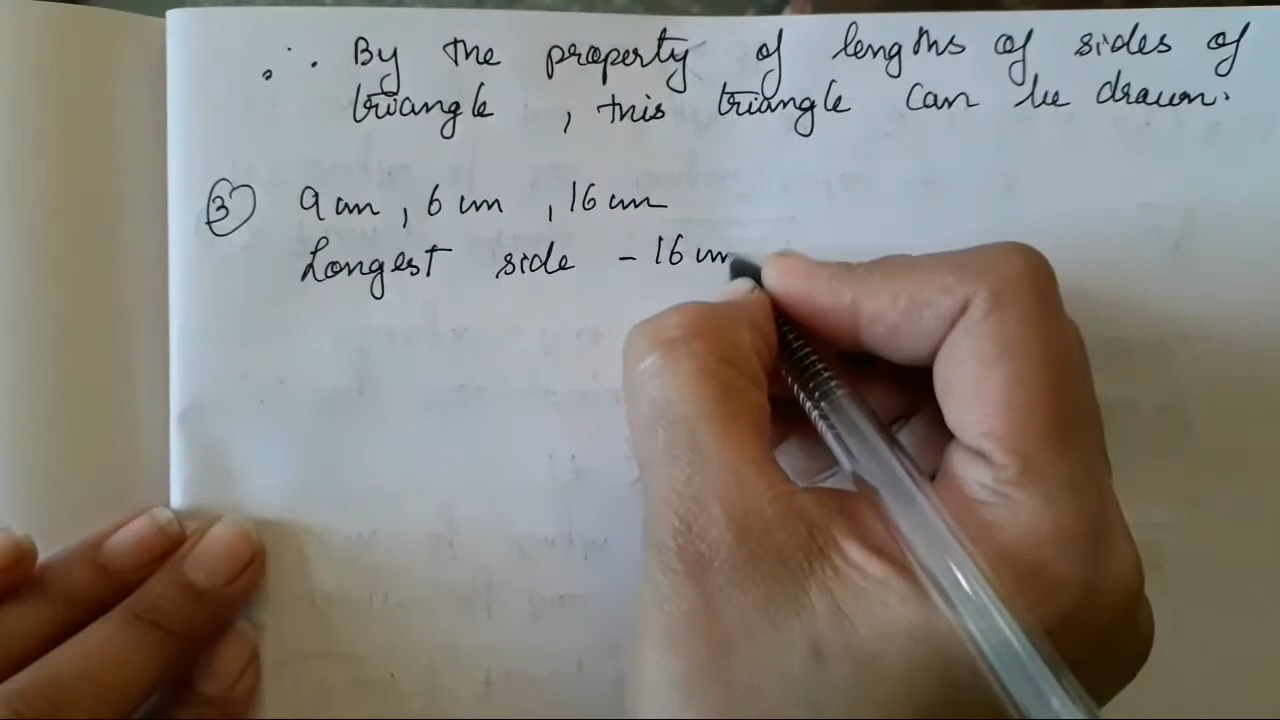 ∴ By the property of lengths of sides of
triangle, this triangle can be drawn.
③ 9 cm, 6 cm, 16 cm
Longest side - 16 cm